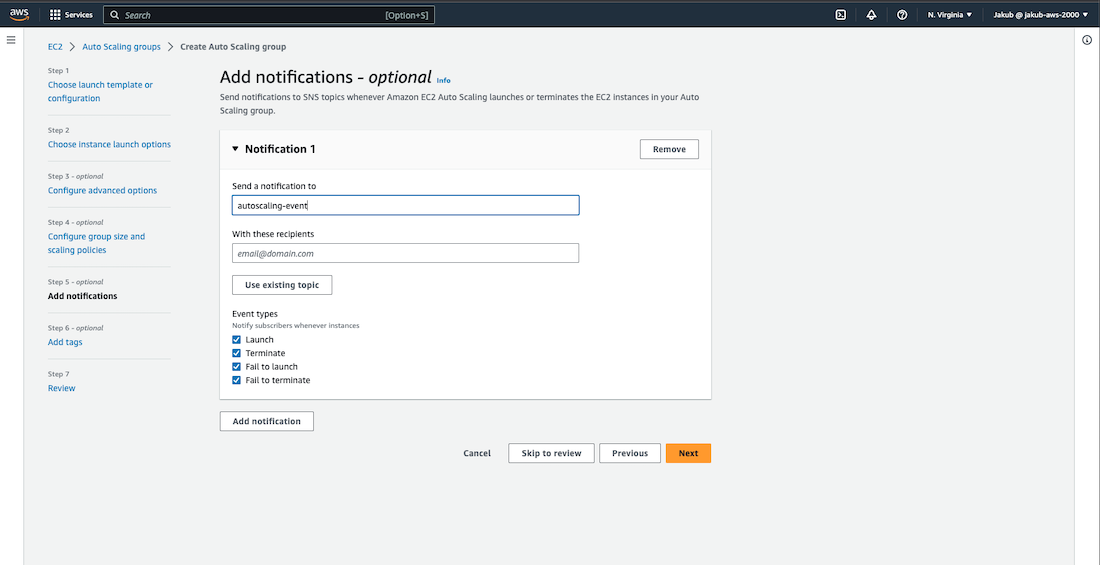 aws Services Search [Option+S] N. Virginia ▼ Jakub @ jakub-aws-2000 ▼
EC2 > Auto Scaling groups > Create Auto Scaling group
Step 1
Choose launch template or
configuration
Step 2
Choose instance launch options
Step 3 - optional
Configure advanced options
Step 4 - optional
Configure group size and
scaling policies
Step 5 - optional
Add notifications
Step 6 - optional
Add tags
Step 7
Review
Add notifications - optional Info
Send notifications to SNS topics whenever Amazon EC2 Auto Scaling launches or terminates the EC2 instances in your Auto
Scaling group.
▼ Notification 1 Remove
Send a notification to
autoscaling-event
With these recipients
email@domain.com
Use existing topic
Event types
Notify subscribers whenever instances
Launch
Terminate
Fail to launch
Fail to terminate
Add notification
Cancel Skip to review Previous Next